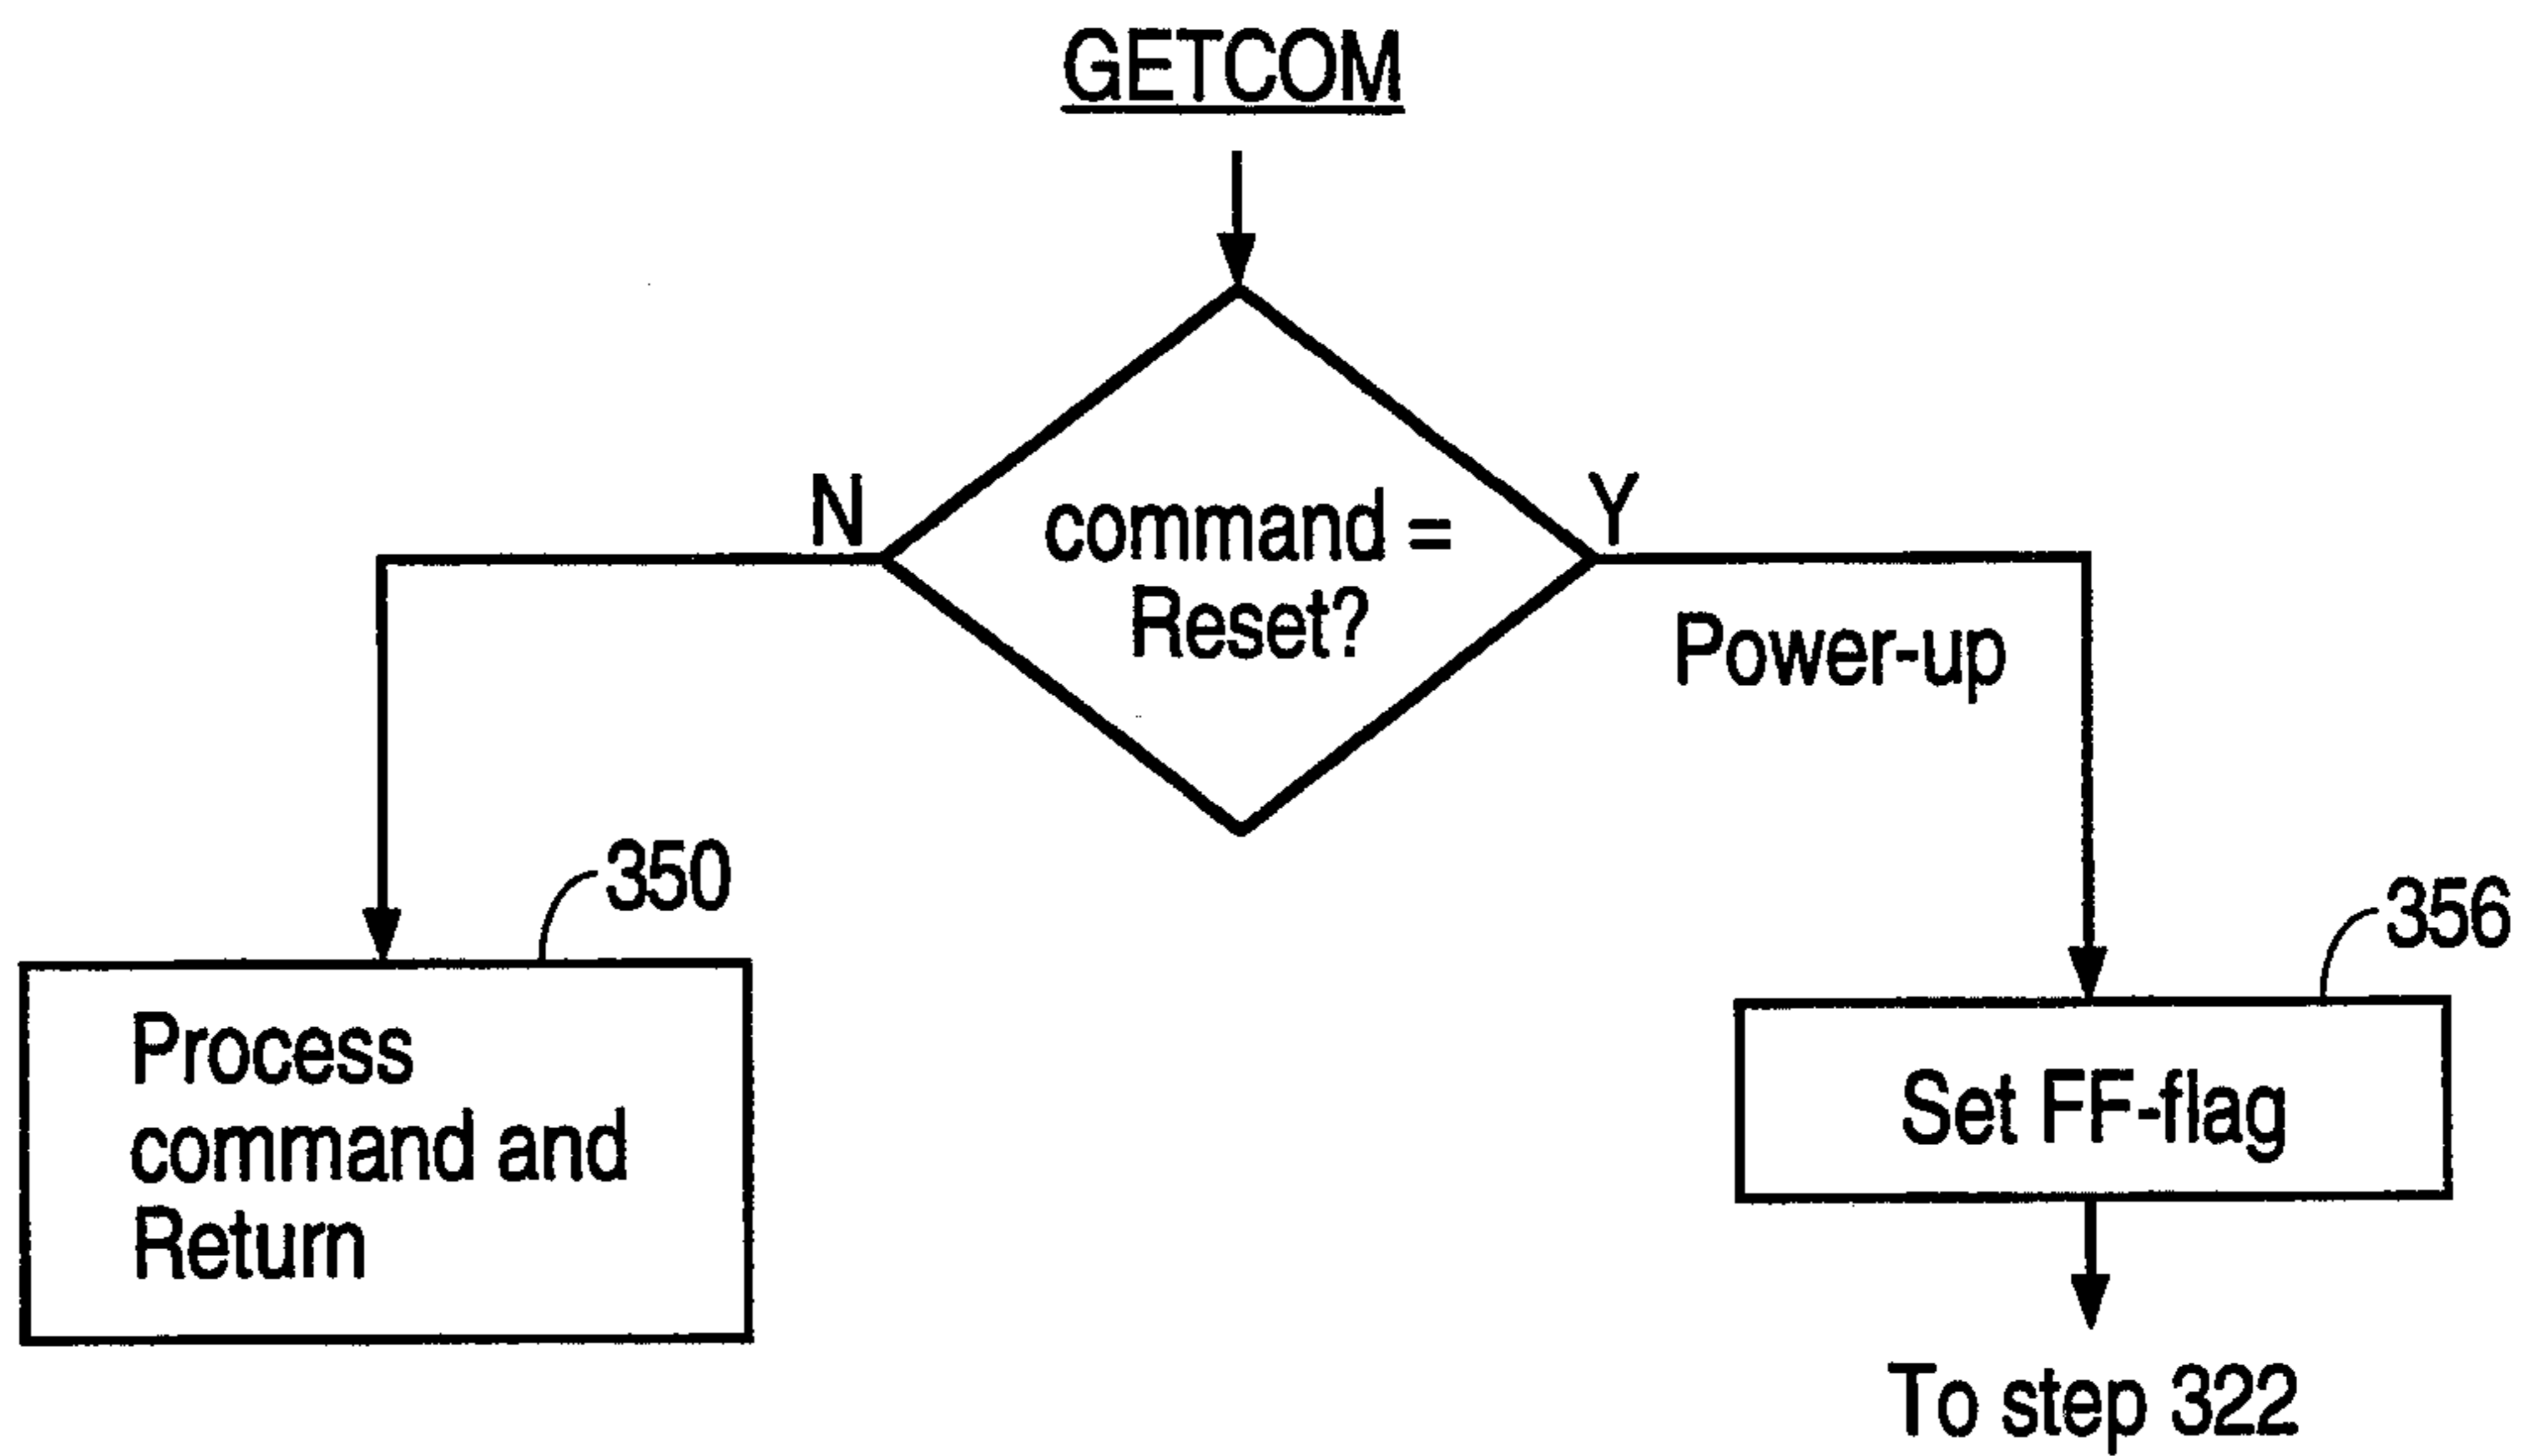 GETCOM
N
command =
Reset?
Y
Power-up
350
Process
command and
Return
356
Set FF-flag
To step 322